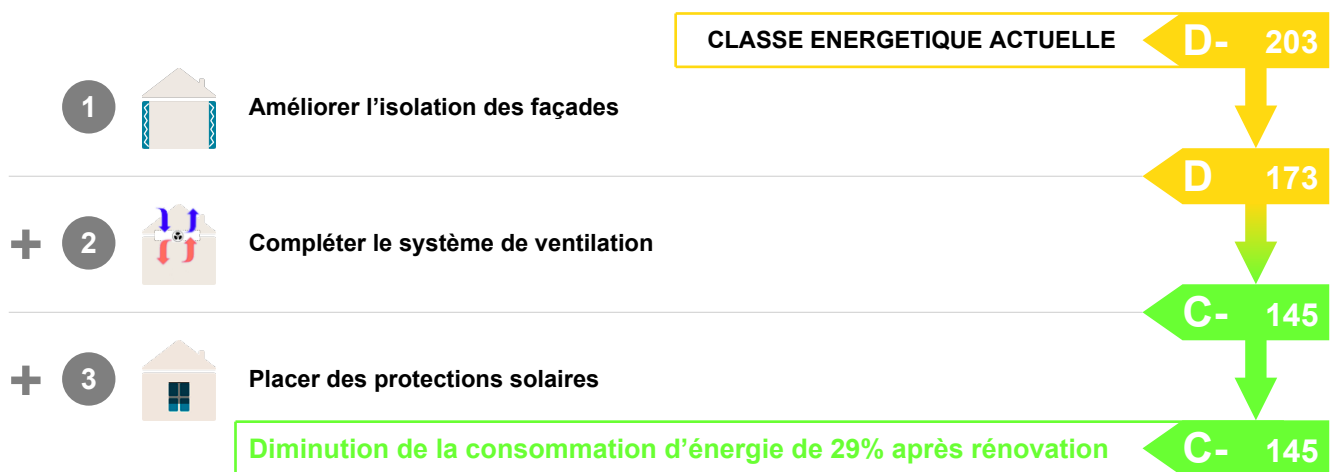 CLASSE ENERGETIQUE ACTUELLE D- 203
1 Améliorer l'isolation des façades
D 173
+ 2 Compléter le système de ventilation
C- 145
+ 3 Placer des protections solaires
Diminution de la consommation d'énergie de 29% après rénovation C- 145